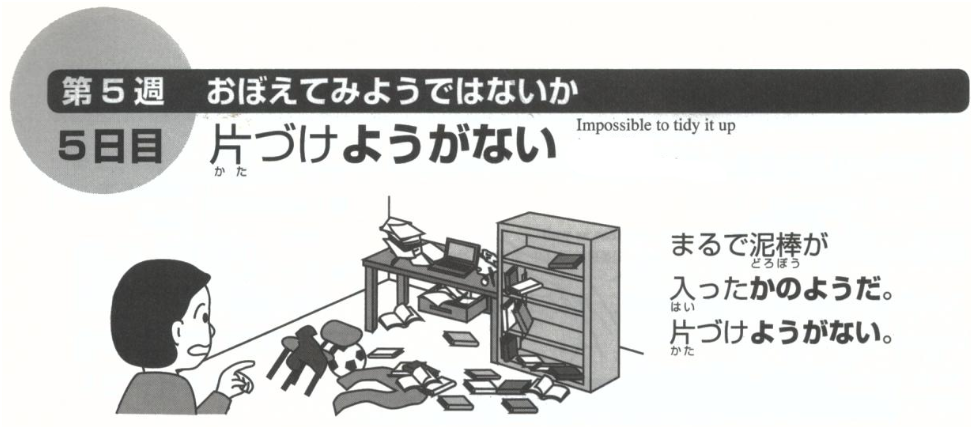 第5週 おぼえてみようではないか
5日目 片づけようがない
かた
Impossible to tidy it up
まるで泥棒が
どろぼう
入ったかのようだ。
はい
片づけようがない。
かた